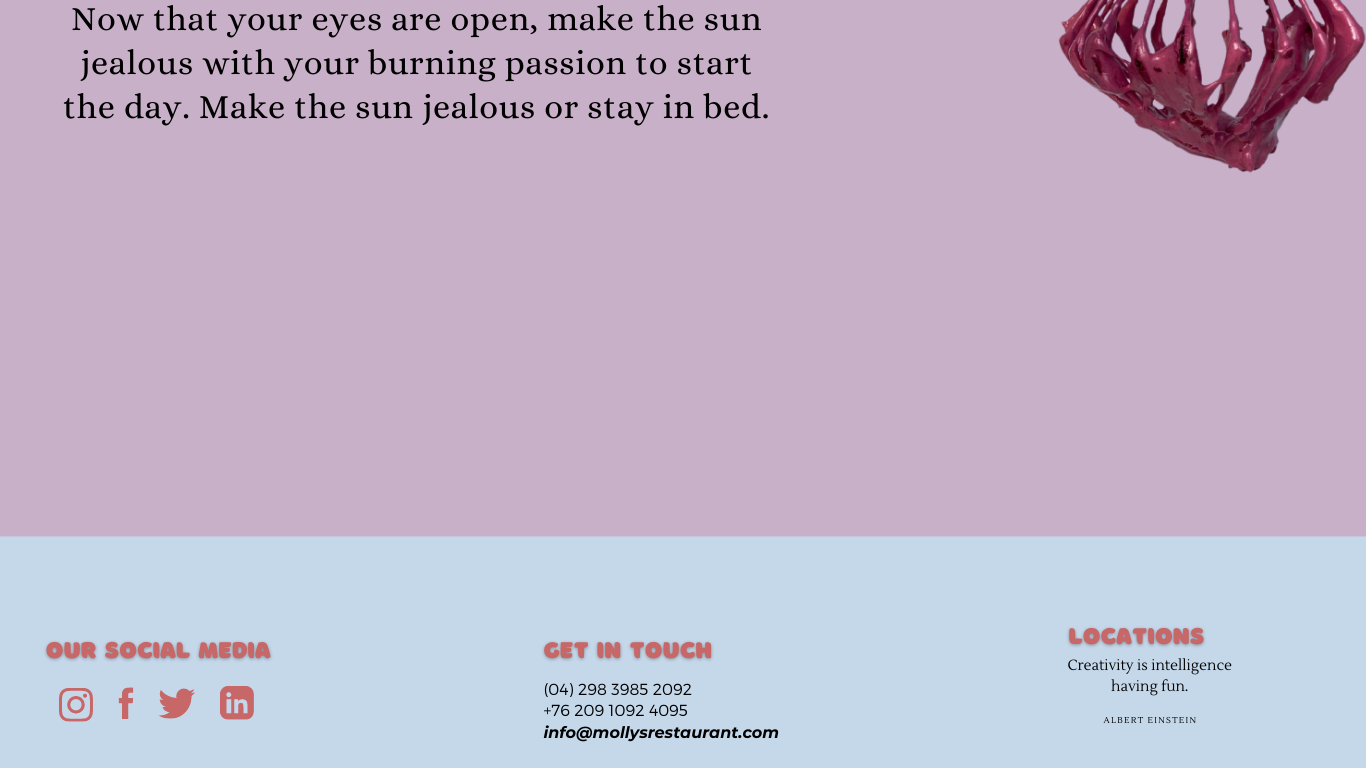 Now that your eyes are open, make the sun
jealous with your burning passion to start
the day. Make the sun jealous or stay in bed.
OUR SOCIAL MEDIA
GET IN TOUCH
(04) 298 3985 2092
+76 209 1092 4095
info@mollysrestaurant.com
LOCATIONS
Creativity is intelligence
having fun.
ALBERT EINSTEIN